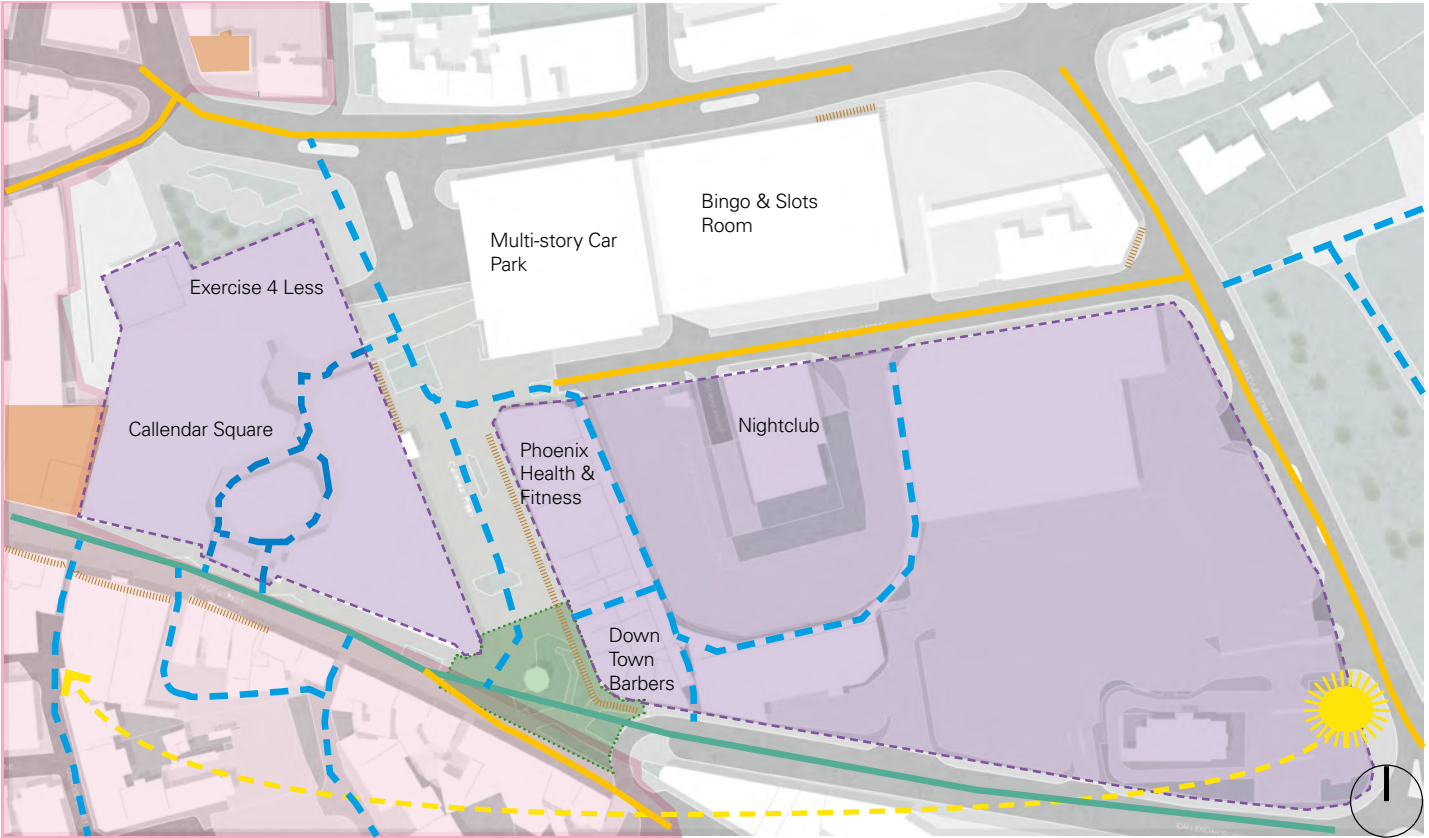 Bingo & Slots
Room
Multi-story Car
Park
Exercise 4 Less
Callendar Square
Nightclub
Phoenix
Health &
Fitness
Down
Town
Barbers